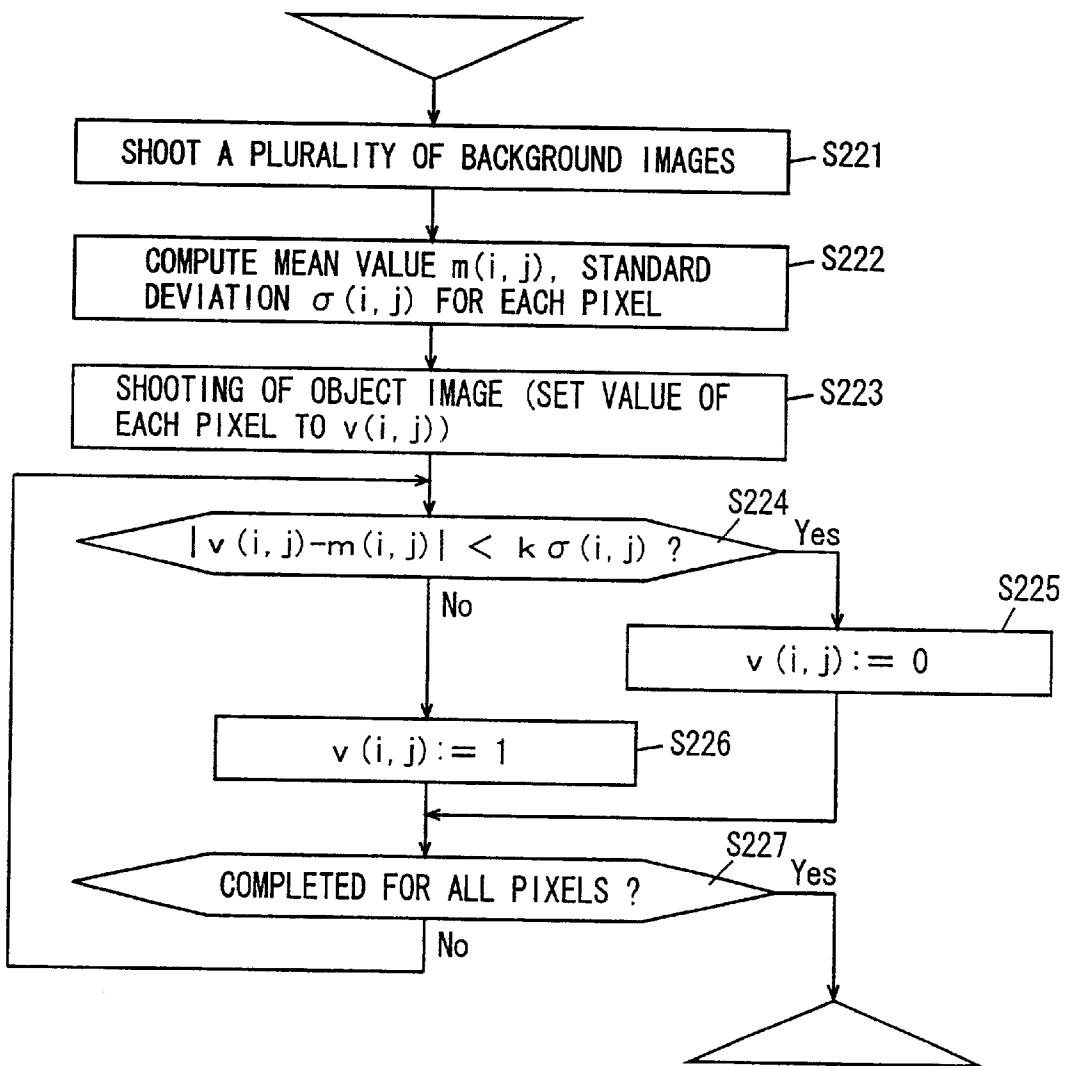 SHOOT A PLURALITY OF BACKGROUND IMAGES
S221
COMPUTE MEAN VALUE m(i,j), STANDARD
DEVIATION σ(i,j) FOR EACH PIXEL
S222
SHOOTING OF OBJECT IMAGE (SET VALUE OF
EACH PIXEL TO v(i,j))
S223
S224
|v(i,j)-m(i,j)| < kσ(i,j) ?
Yes
No
S225
v(i,j):= 0
v(i,j):= 1
S226
S227
COMPLETED FOR ALL PIXELS ?
Yes
No